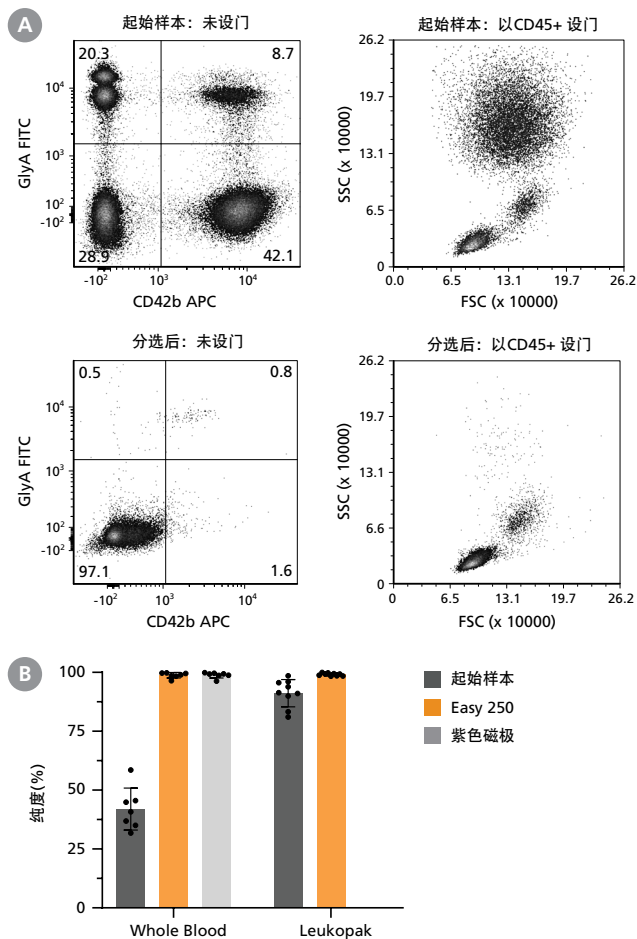 A
起始样本：未设门
20.3
8.7
28.9
42.1
10⁴
10³
10²
-10²
GlyA FITC
-10²
10³
10⁴
CD42b APC
起始样本：以CD45+ 设门
26.2
19.7
13.1
6.5
0
SSC (x 10000)
0.0 6.5 13.1 19.7 26.2
FSC (x 10000)
分选后：未设门
0.5
0.8
97.1
1.6
10⁴
10³
10²
-10²
GlyA FITC
-10²
10³
10⁴
CD42b APC
分选后：以CD45+ 设门
26.2
19.7
13.1
6.6
0
SSC (x 10000)
0.0 6.5 13.1 19.7 26.2
FSC (x 10000)
B
100
75
50
25
0
纯度(%)
Whole Blood
Leukopak
起始样本
Easy 250
紫色磁极